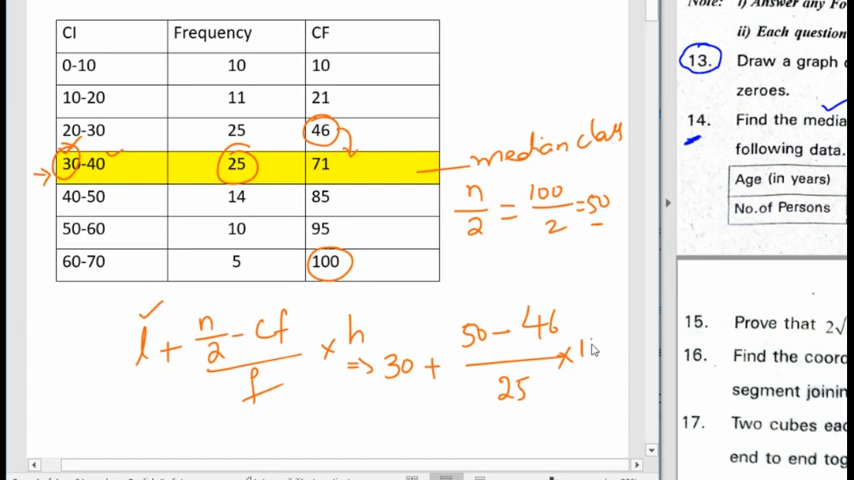 CI Frequency CF
0-10 10 10
10-20 11 21
20-30 25 46
30-40 25 71
40-50 14 85
50-60 10 95
60-70 5 100
median class
n/2 = 100/2 = 50
l + (n/2 - cf)/f × h => 30 + (50 - 46)/25 × 1
i) Answer any Fo
ii) Each question
13. Draw a graph
zeroes.
14. Find the media
following data.
Age (in years)
No.of Persons
15. Prove that 2√
16. Find the coord
segment joinin
17. Two cubes eac
end to end tog